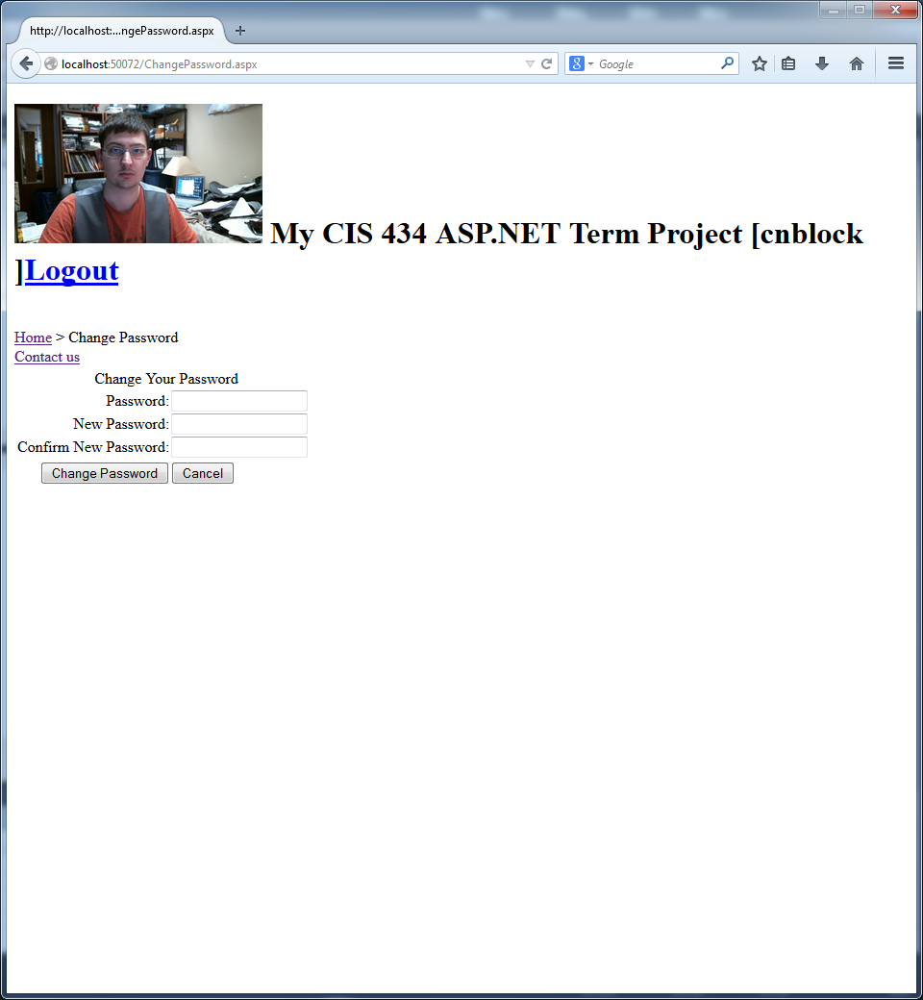 http://localhost:...ngePassword.aspx
localhost:50072/ChangePassword.aspx
Google
My CIS 434 ASP.NET Term Project [cnblock
]Logout
Home > Change Password
Contact us
Change Your Password
Password:
New Password:
Confirm New Password:
Change Password Cancel